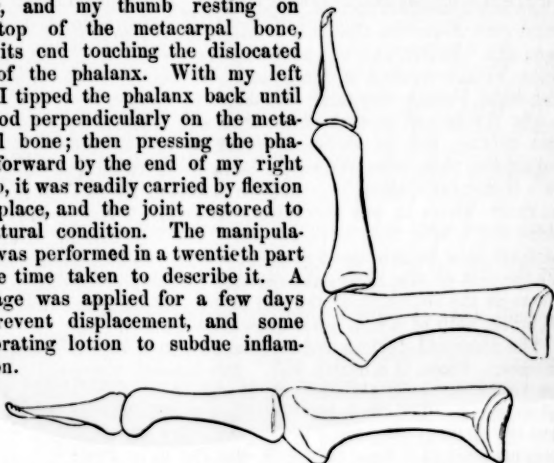 , and my thumb resting on
top of the metacarpal bone,
its end touching the dislocated
of the phalanx. With my left
I tipped the phalanx back until
od perpendicularly on the meta-
l bone; then pressing the pha-
forward by the end of my right
, it was readily carried by flexion
place, and the joint restored to
tural condition. The manipula-
was performed in a twentieth part
e time taken to describe it. A
age was applied for a few days
revent displacement, and some
orating lotion to subdue inflam-
on.